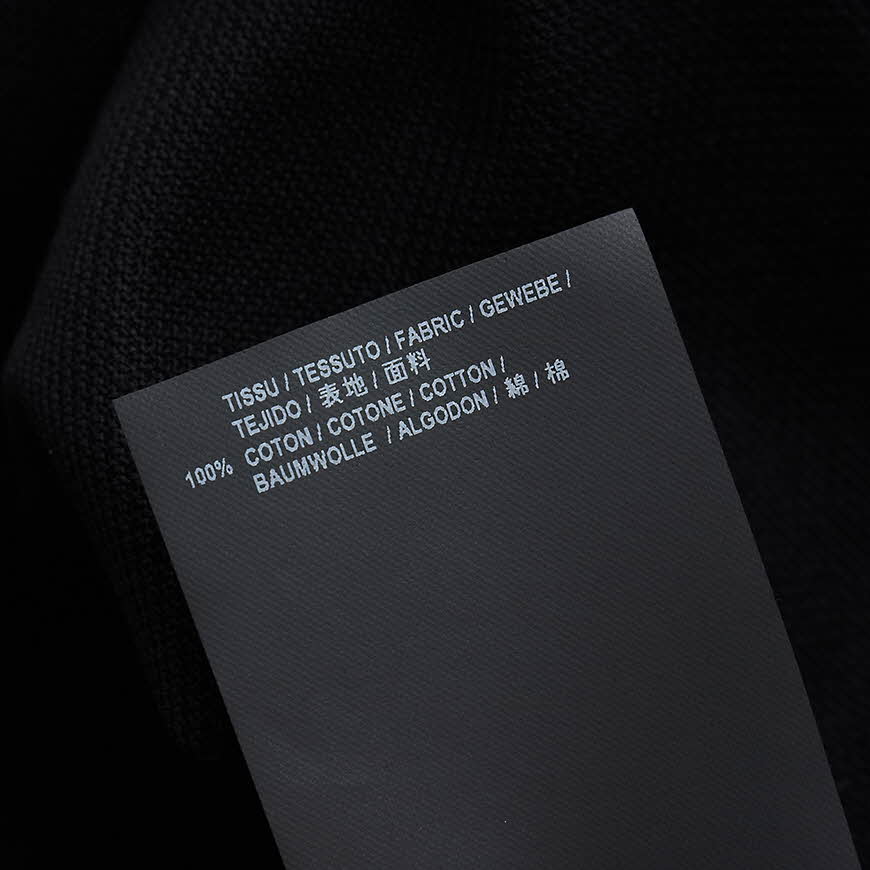 TISSU / TESSUTO / FABRIC / GEWEBE /
TEJIDO / 表地 / 面料
100% COTON / COTONE / COTTON /
BAUMWOLLE / ALGODON / 綿 / 棉